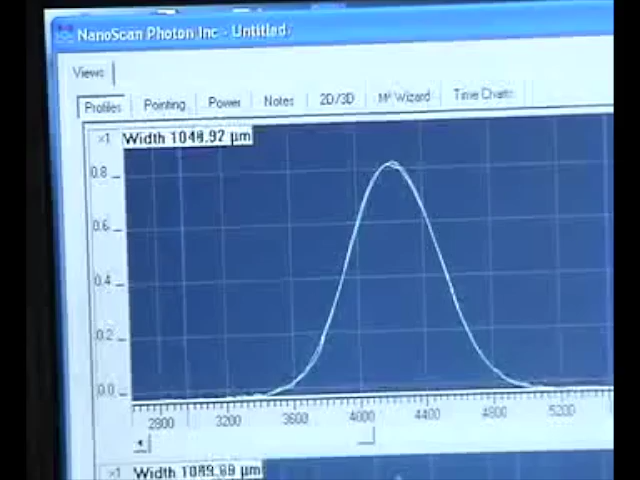 NanoScan Photon Inc - Untitled
Views
Profiles Pointing Power Notes 2D/3D M² Wizard Time Charts
x1 Width 1048.92 µm
0.8
0.6
0.4
0.2
0.0
2800 3200 3600 4000 4400 4800 5200
x1 Width 1089.89 µm